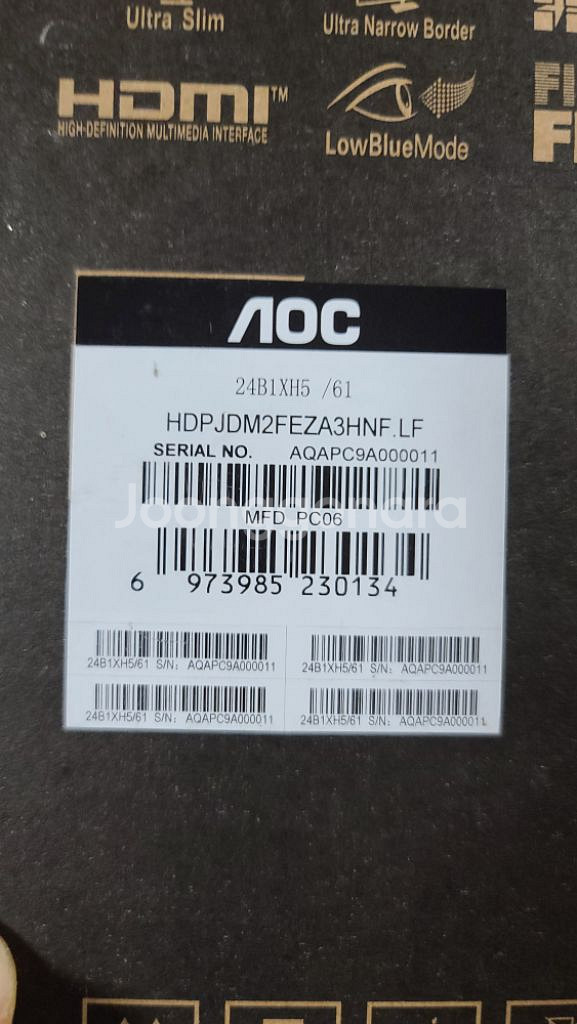 Ultra Slim
Ultra Narrow Border
HDMI™
HIGH-DEFINITION MULTIMEDIA INTERFACE
LowBlueMode
AOC
24B1XH5 /61
HDPJDM2FEZA3HNF.LF
SERIAL NO. AQAPC9A000011
Joonggonara
MFD PC06
6 973985 230134
24B1XH5/61 S/N: AQAPC9A000011
24B1XH5/61 S/N: AQAPC9A000011
24B1XH5/61 S/N: AQAPC9A000011
24B1XH5/61 S/N: AQAPC9A000011